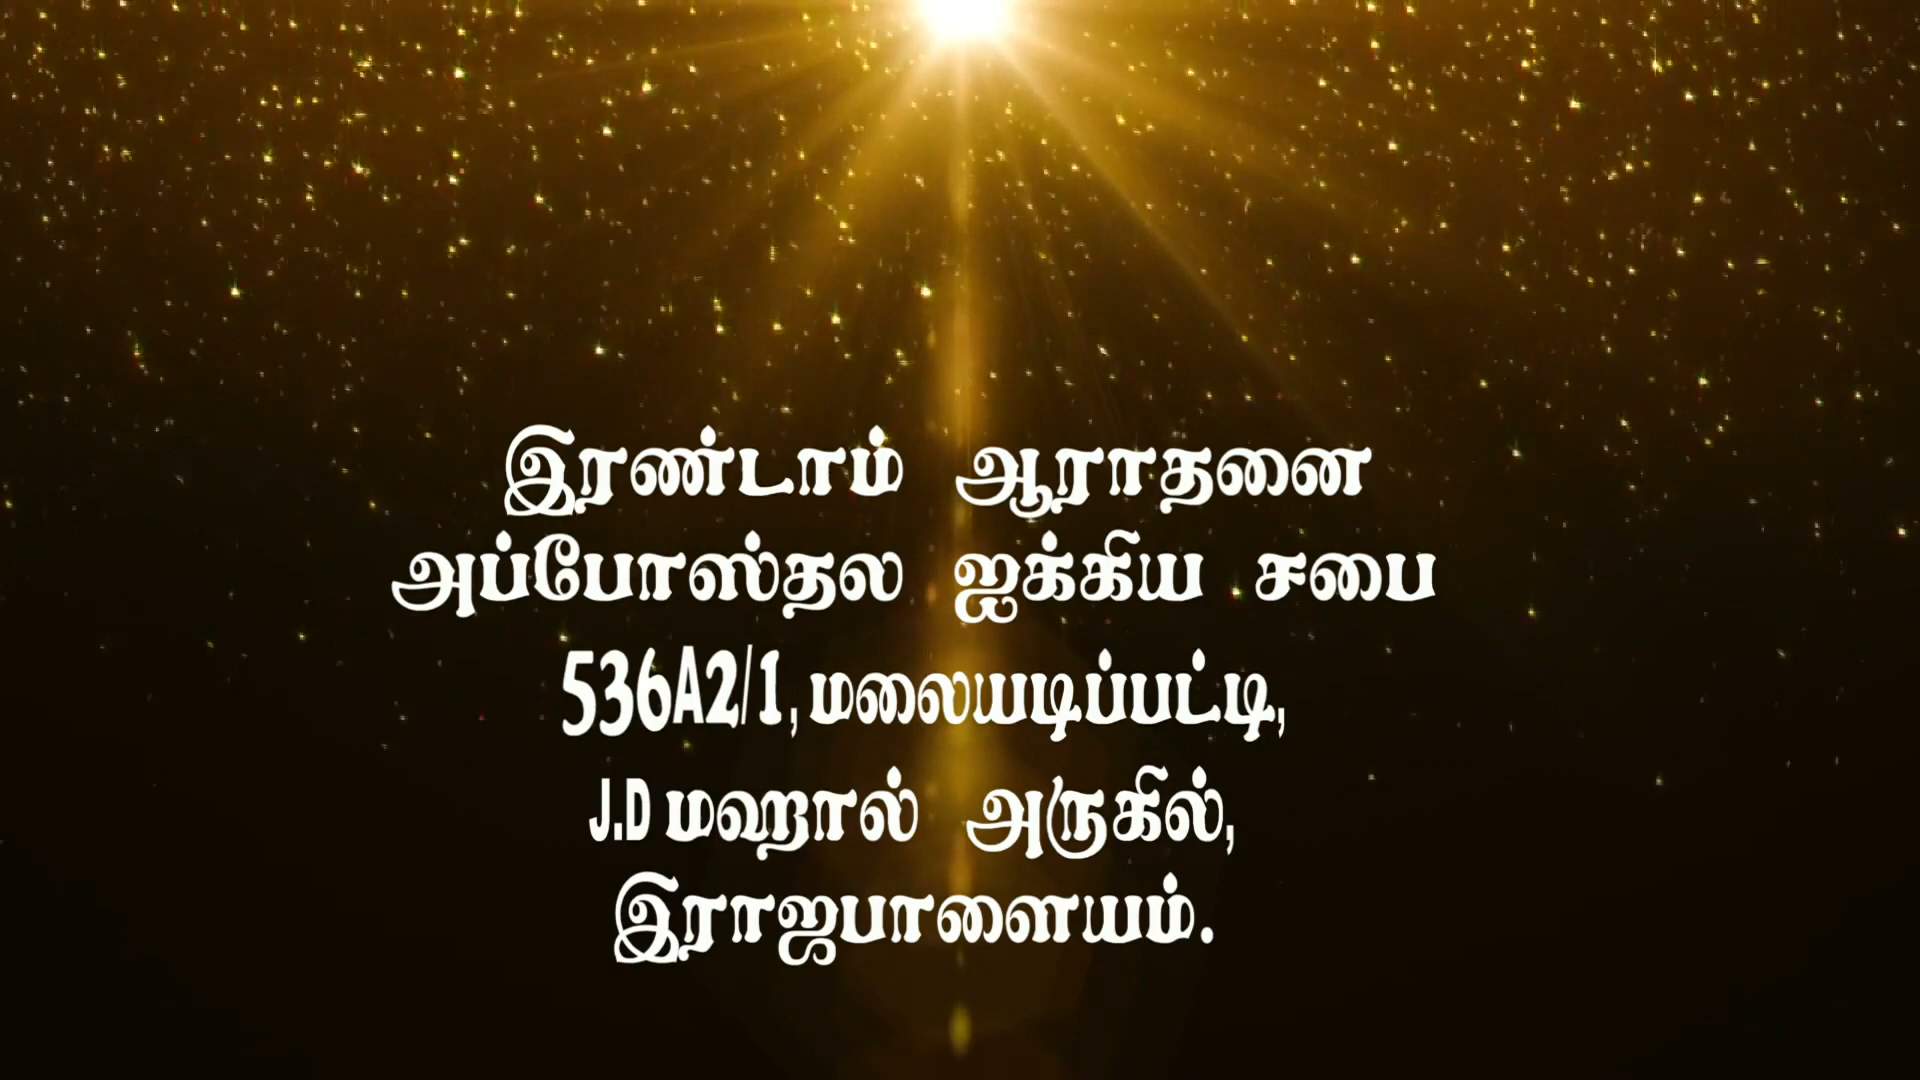 இரண்டாம் ஆராதனை
அப்போஸ்தல ஐக்கிய சபை
536A2/1, மலையடிப்பட்டி,
J.D மஹால் அருகில்,
இராஜபாளையம்.